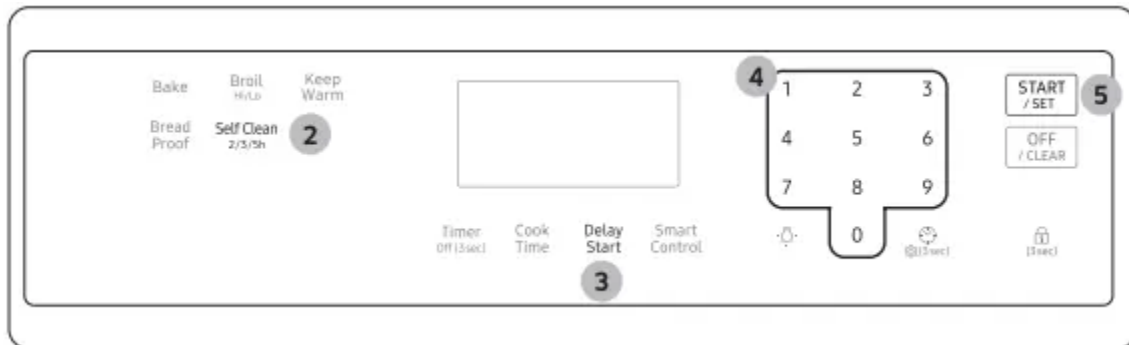 Bake
Broil
Hi/Lo
Keep
Warm
Bread
Proof
Self Clean
2/3/5h
2
Timer
Off (3sec)
Cook
Time
Delay
Start
3
Smart
Control
4
1 2 3
4 5 6
7 8 9
0
(3sec)
START
/ SET
5
OFF
/ CLEAR
(3sec)